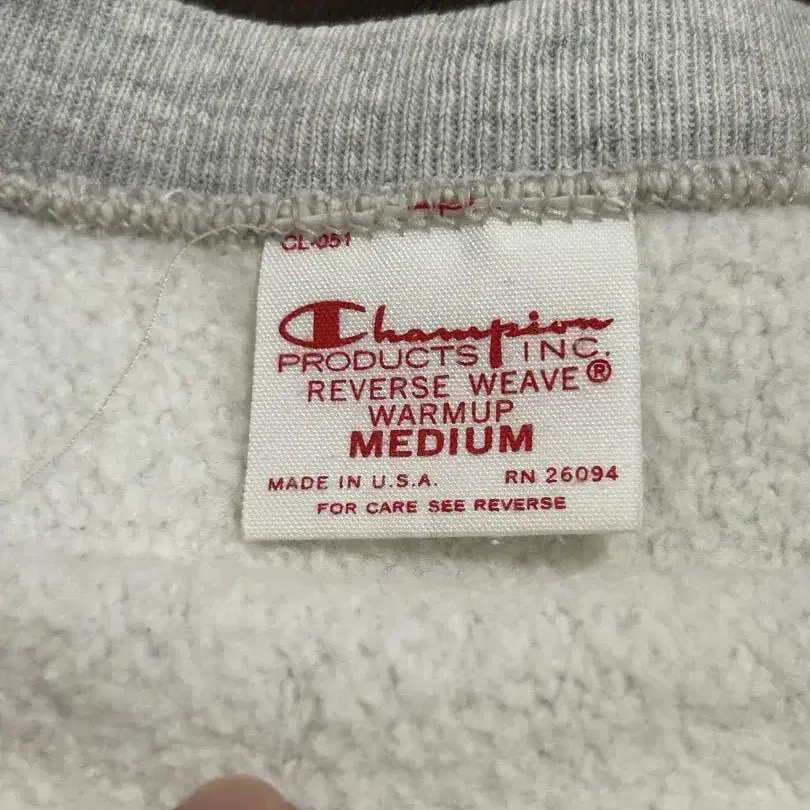 CL-051
Champion
PRODUCTS INC.
REVERSE WEAVE®
WARMUP
MEDIUM
MADE IN U.S.A. RN 26094
FOR CARE SEE REVERSE